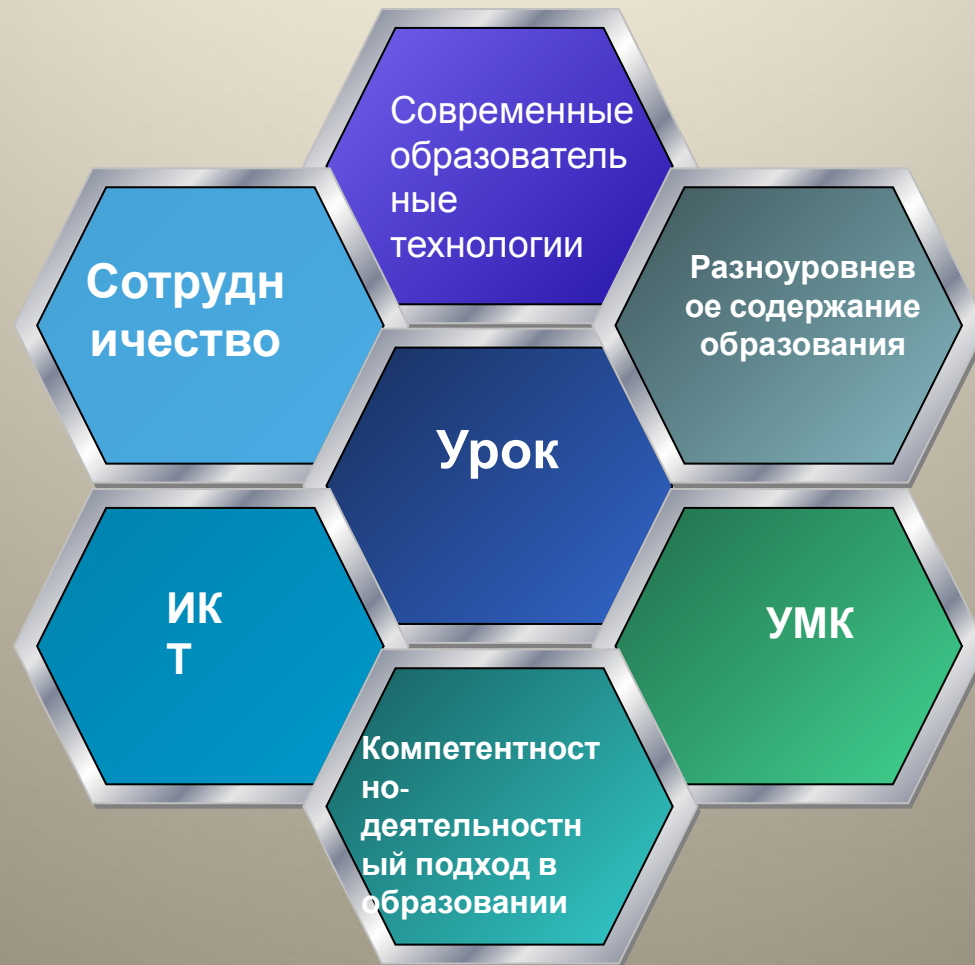 Современные
образователь
ные
технологии
Сотрудн
ичество
Разноуровнев
ое содержание
образования
Урок
ИК
Т
УМК
Компетентност
но-
деятельностн
ый подход в
образовании